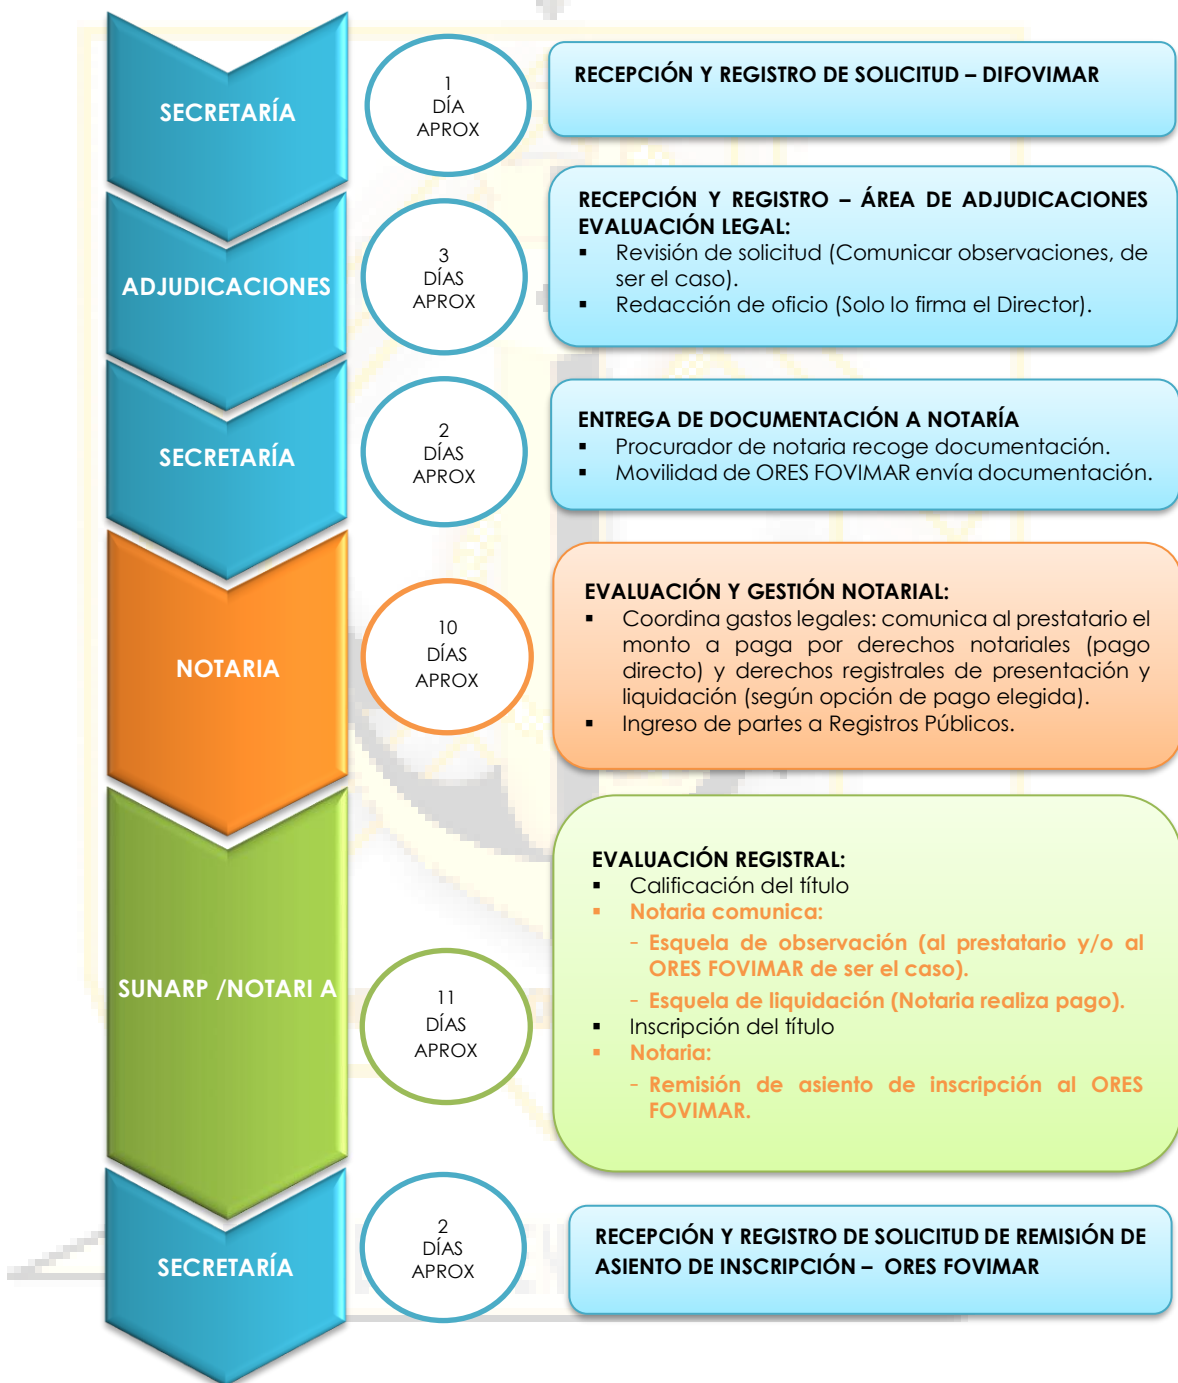 SECRETARÍA
1
DÍA
APROX
RECEPCIÓN Y REGISTRO DE SOLICITUD – DIFOVIMAR
ADJUDICACIONES
3
DÍAS
APROX
RECEPCIÓN Y REGISTRO – ÁREA DE ADJUDICACIONES
EVALUACIÓN LEGAL:
▪ Revisión de solicitud (Comunicar observaciones, de
ser el caso).
▪ Redacción de oficio (Solo lo firma el Director).
SECRETARÍA
2
DÍAS
APROX
ENTREGA DE DOCUMENTACIÓN A NOTARÍA
▪ Procurador de notaria recoge documentación.
▪ Movilidad de ORES FOVIMAR envía documentación.
NOTARIA
10
DÍAS
APROX
EVALUACIÓN Y GESTIÓN NOTARIAL:
▪ Coordina gastos legales: comunica al prestatario el
monto a paga por derechos notariales (pago
directo) y derechos registrales de presentación y
liquidación (según opción de pago elegida).
▪ Ingreso de partes a Registros Públicos.
SUNARP /NOTARI A
11
DÍAS
APROX
EVALUACIÓN REGISTRAL:
▪ Calificación del título
▪ Notaria comunica:
- Esquela de observación (al prestatario y/o al
ORES FOVIMAR de ser el caso).
- Esquela de liquidación (Notaria realiza pago).
▪ Inscripción del título
▪ Notaria:
- Remisión de asiento de inscripción al ORES
FOVIMAR.
SECRETARÍA
2
DÍAS
APROX
RECEPCIÓN Y REGISTRO DE SOLICITUD DE REMISIÓN DE
ASIENTO DE INSCRIPCIÓN – ORES FOVIMAR